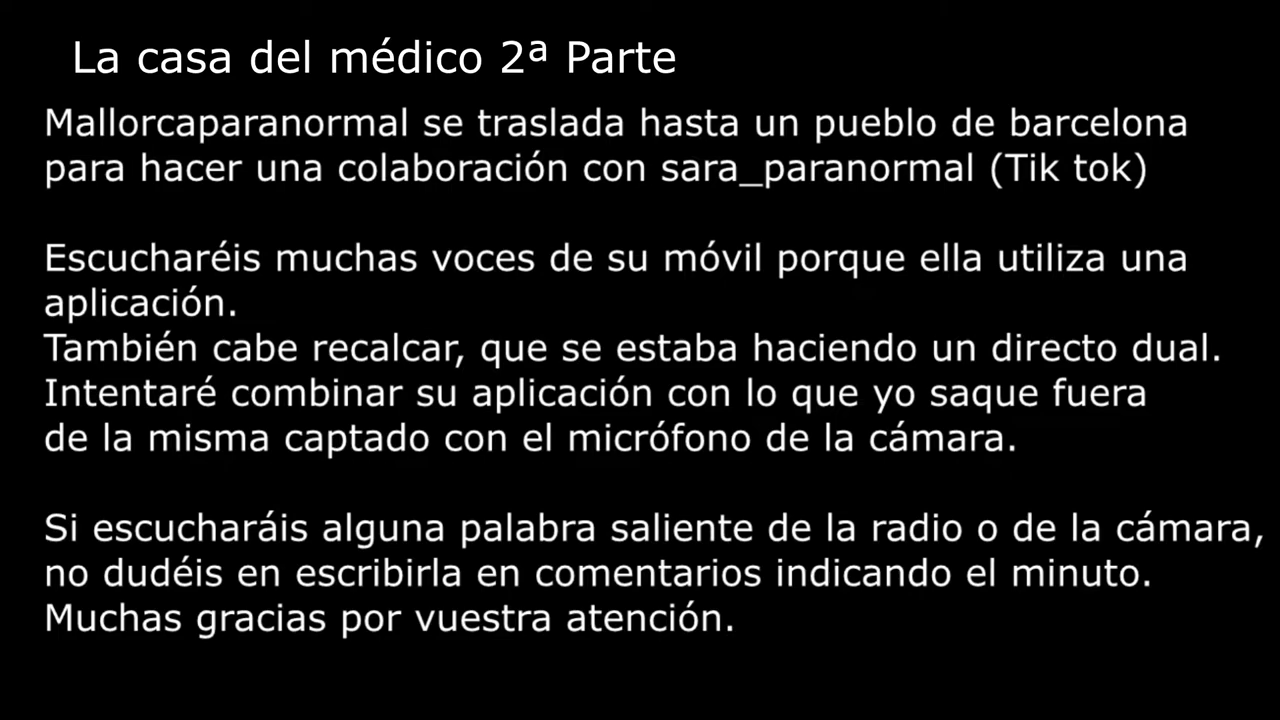 La casa del médico 2ª Parte
Mallorcaparanormal se traslada hasta un pueblo de barcelona
para hacer una colaboración con sara_paranormal (Tik tok)
Escucharéis muchas voces de su móvil porque ella utiliza una
aplicación.
También cabe recalcar, que se estaba haciendo un directo dual.
Intentaré combinar su aplicación con lo que yo saque fuera
de la misma captado con el micrófono de la cámara.
Si escucharáis alguna palabra saliente de la radio o de la cámara,
no dudéis en escribirla en comentarios indicando el minuto.
Muchas gracias por vuestra atención.